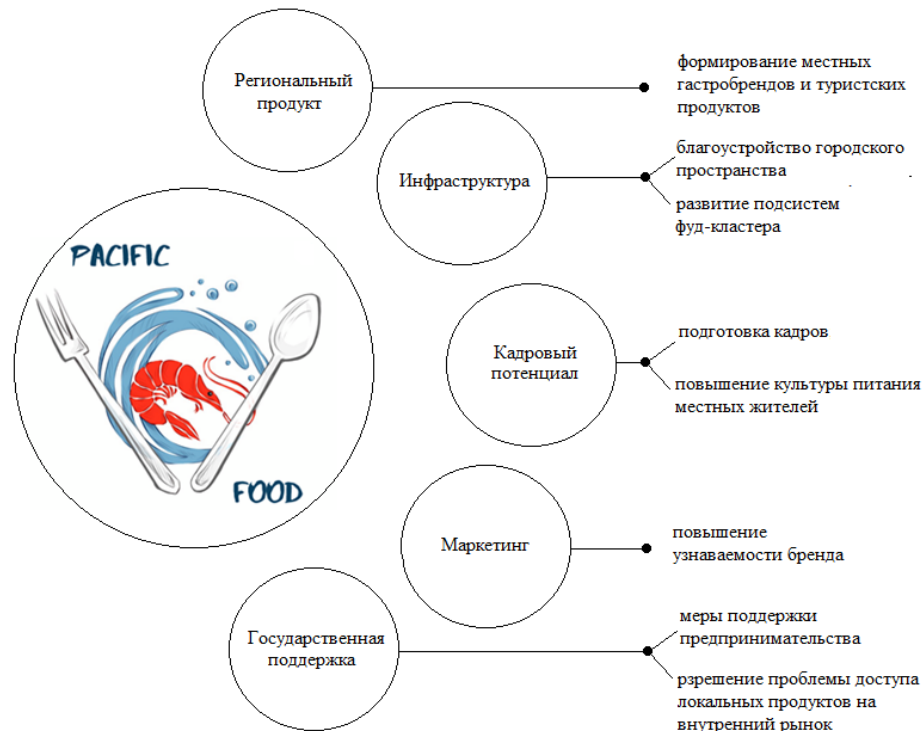 Региональный
продукт
формирование местных
гастробрендов и туристских
продуктов
Инфраструктура
благоустройство городского
пространства
развитие подсистем
фуд-кластера
PACIFIC
FOOD
Кадровый
потенциал
подготовка кадров
повышение культуры питания
местных жителей
Маркетинг
повышение
узнаваемости бренда
Государственная
поддержка
меры поддержки
предпринимательства
рзрешение проблемы доступа
локальных продуктов на
внутренний рынок